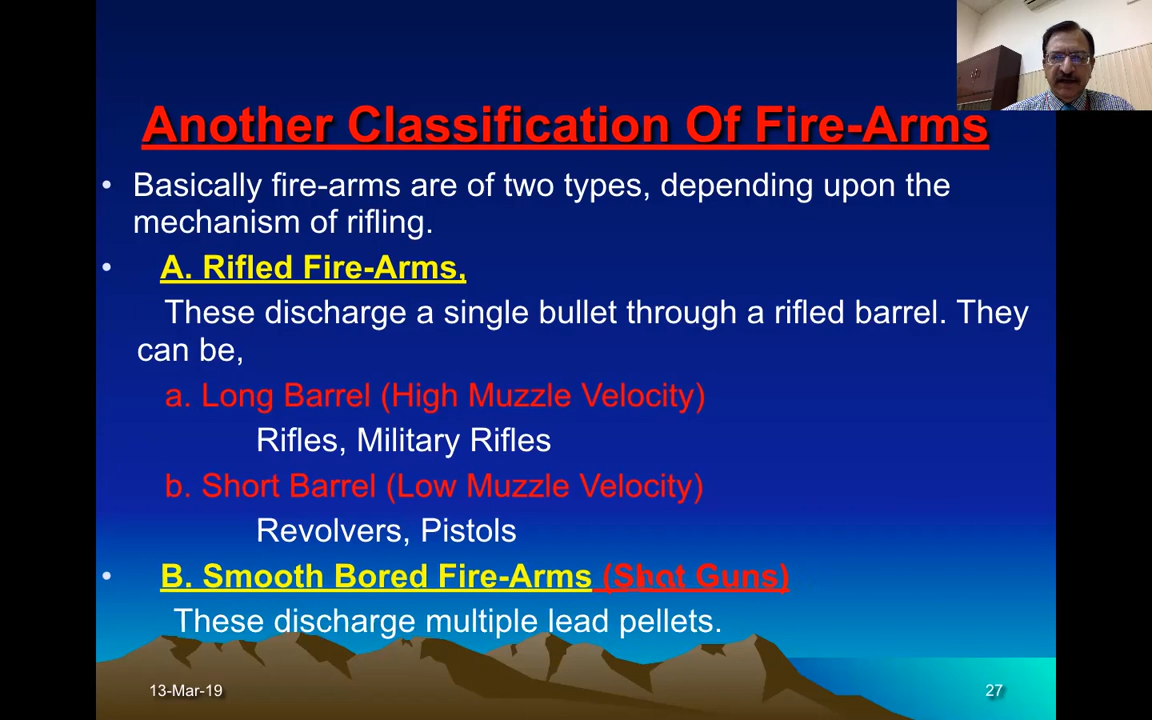 Another Classification Of Fire-Arms
• Basically fire-arms are of two types, depending upon the
mechanism of rifling.
• A. Rifled Fire-Arms,
These discharge a single bullet through a rifled barrel. They
can be,
a. Long Barrel (High Muzzle Velocity)
Rifles, Military Rifles
b. Short Barrel (Low Muzzle Velocity)
Revolvers, Pistols
• B. Smooth Bored Fire-Arms (Shot Guns)
These discharge multiple lead pellets.
13-Mar-19
27